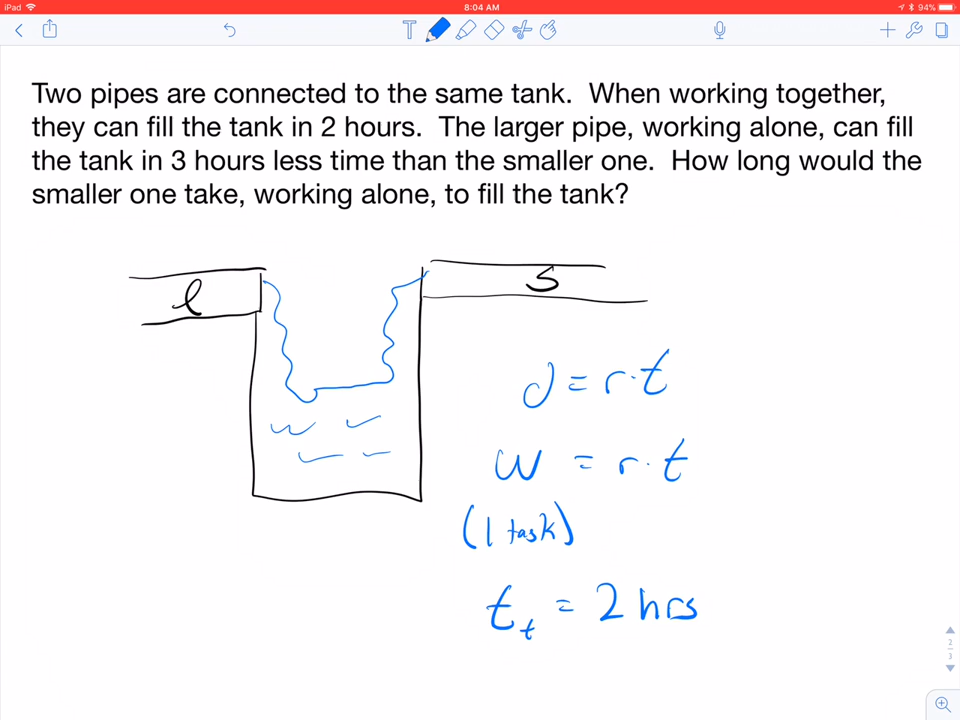 iPad 8:04 AM 94%
T
Two pipes are connected to the same tank. When working together,
they can fill the tank in 2 hours. The larger pipe, working alone, can fill
the tank in 3 hours less time than the smaller one. How long would the
smaller one take, working alone, to fill the tank?
l S
d = r·t
w = r·t
(1 task)
t_t = 2 hrs
2
3